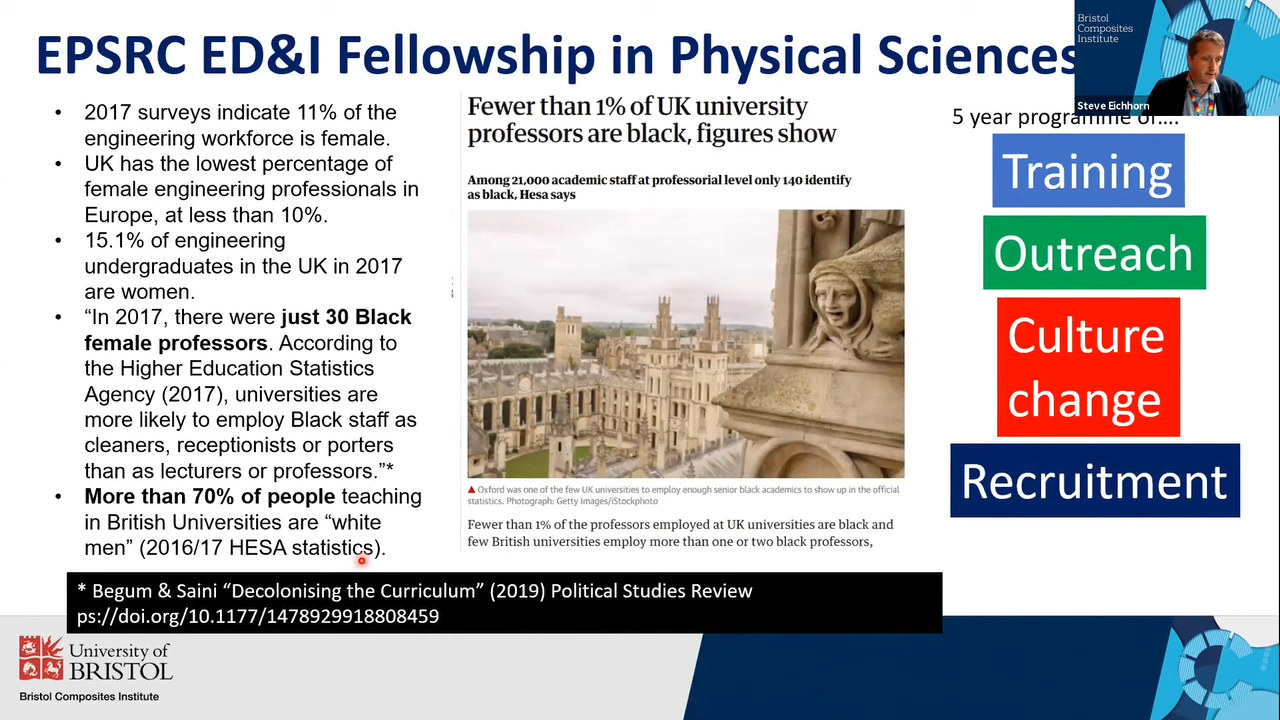 EPSRC ED&I Fellowship in Physical Sciences
• 2017 surveys indicate 11% of the
engineering workforce is female.
• UK has the lowest percentage of
female engineering professionals in
Europe, at less than 10%.
• 15.1% of engineering
undergraduates in the UK in 2017
are women.
• “In 2017, there were just 30 Black
female professors. According to
the Higher Education Statistics
Agency (2017), universities are
more likely to employ Black staff as
cleaners, receptionists or porters
than as lecturers or professors.”*
• More than 70% of people teaching
in British Universities are “white
men” (2016/17 HESA statistics).
Fewer than 1% of UK university
professors are black, figures show
Among 21,000 academic staff at professorial level only 140 identify
as black, Hesa says
Oxford was one of the few UK universities to employ enough senior black academics to show up in the official
statistics. Photograph: Getty Images/iStockphoto
Fewer than 1% of the professors employed at UK universities are black and
few British universities employ more than one or two black professors,
Bristol
Composites
Institute
Steve Eichhorn
5 year programme of....
Training
Outreach
Culture
change
Recruitment
* Begum & Saini “Decolonising the Curriculum” (2019) Political Studies Review
ps://doi.org/10.1177/1478929918808459
University of
BRISTOL
Bristol Composites Institute